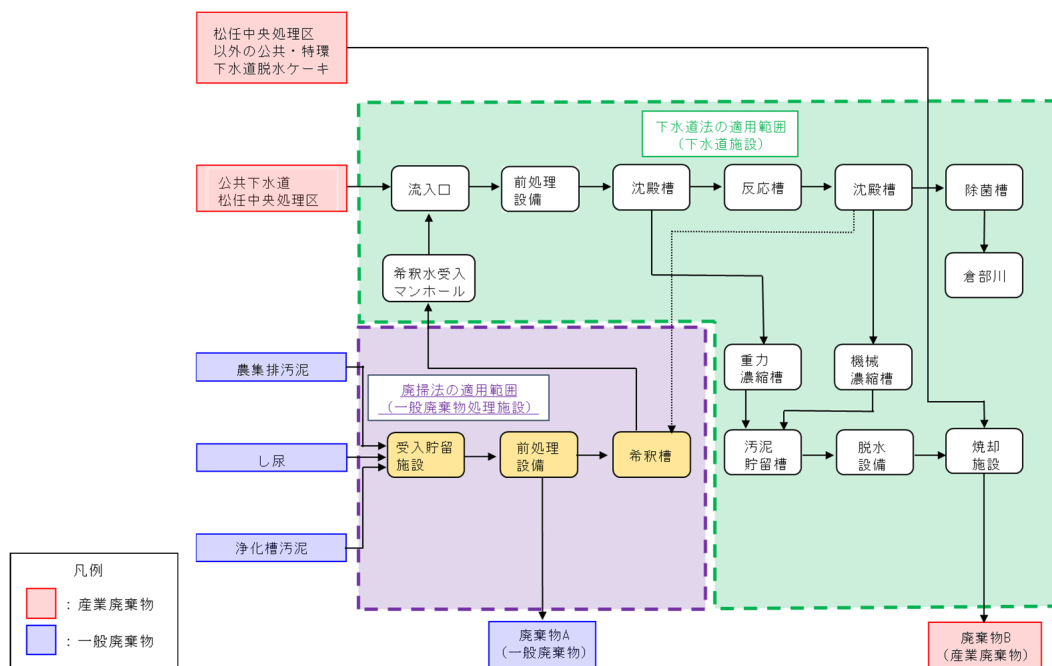 松任中央処理区
以外の公共・特環
下水道脱水ケーキ
下水道法の適用範囲
（下水道施設）
公共下水道
松任中央処理区
流入口
前処理
設備
沈殿槽
反応槽
沈殿槽
除菌槽
希釈水受入
マンホール
倉部川
農集排汚泥
廃掃法の適用範囲
（一般廃棄物処理施設）
重力
濃縮槽
機械
濃縮槽
し尿
受入貯留
施設
前処理
設備
希釈槽
汚泥
貯留槽
脱水
設備
焼却
施設
浄化槽汚泥
凡例
：産業廃棄物
：一般廃棄物
廃棄物A
（一般廃棄物）
廃棄物B
（産業廃棄物）